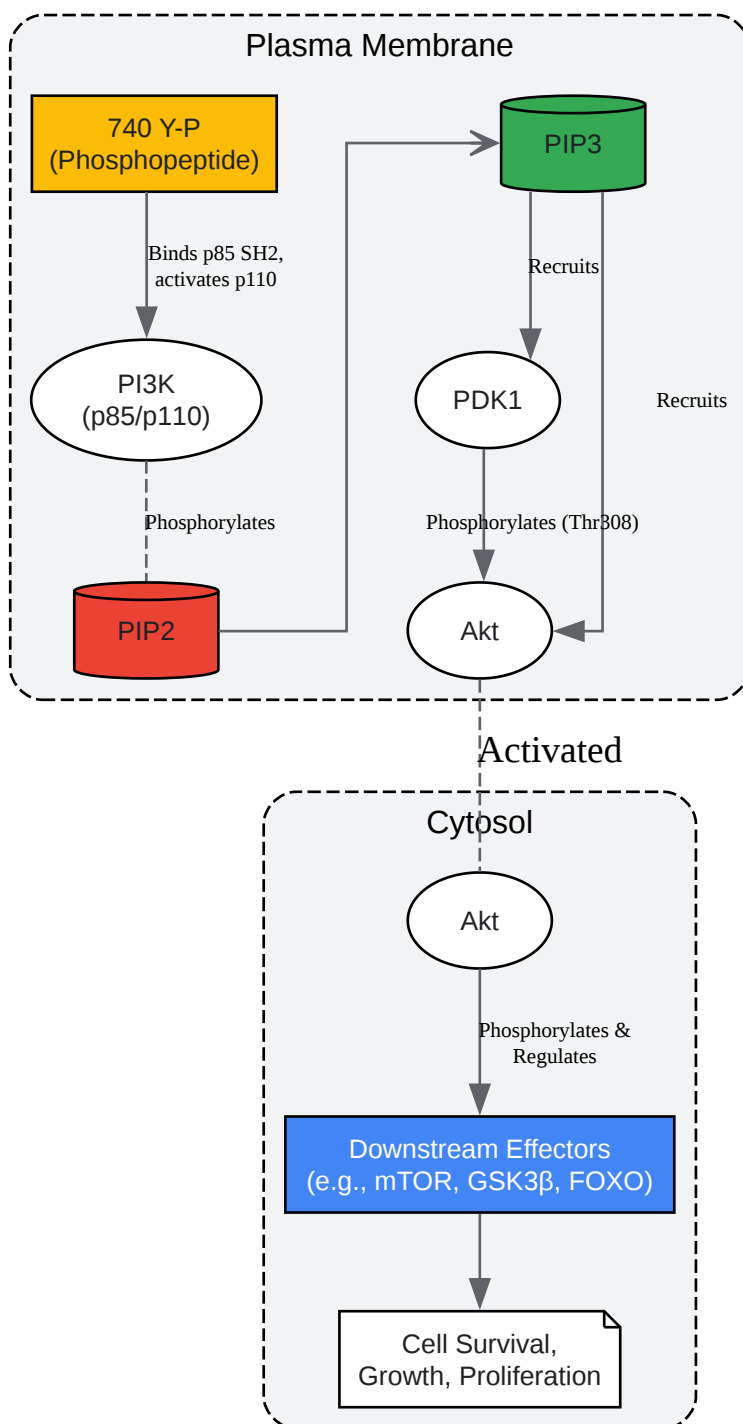 Plasma Membrane
740 Y-P
(Phosphopeptide)
PIP3
Binds p85 SH2,
activates p110
Recruits
PI3K
(p85/p110)
PDK1
Recruits
Phosphorylates
Phosphorylates (Thr308)
PIP2
Akt
Activated
Cytosol
Akt
Phosphorylates &
Regulates
Downstream Effectors
(e.g., mTOR, GSK3β, FOXO)
Cell Survival,
Growth, Proliferation